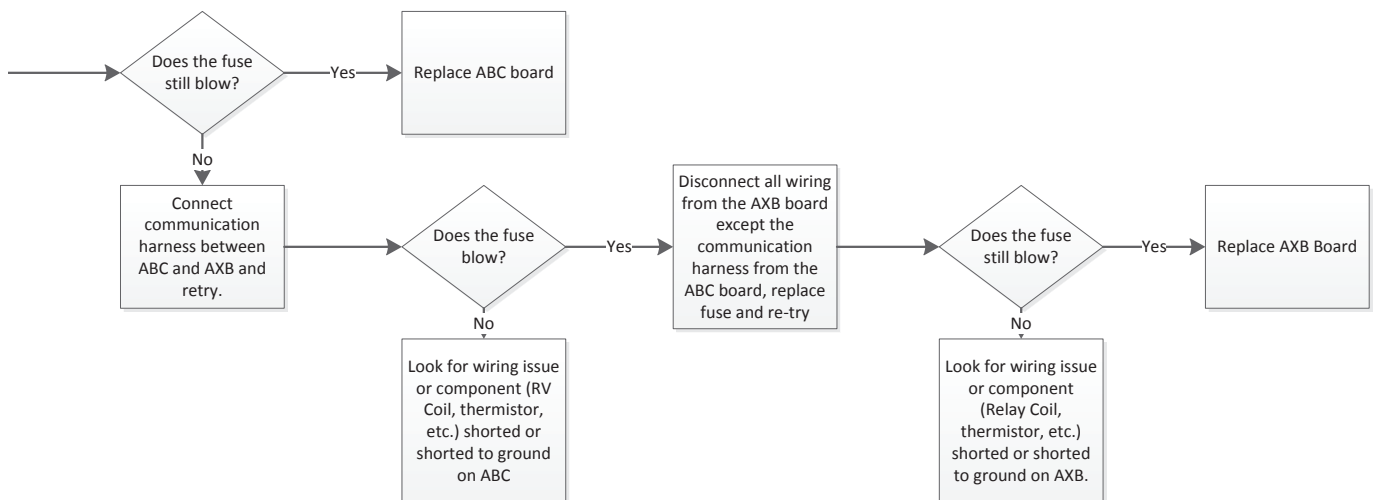 Does the fuse
still blow?
Yes
Replace ABC board
No
Connect
communication
harness between
ABC and AXB and
retry.
Does the fuse
blow?
Yes
Disconnect all wiring
from the AXB board
except the
communication
harness from the
ABC board, replace
fuse and re-try
Does the fuse
still blow?
Yes
Replace AXB Board
No
Look for wiring issue
or component (RV
Coil, thermistor,
etc.) shorted or
shorted to ground
on ABC
No
Look for wiring issue
or component
(Relay Coil,
thermistor, etc.)
shorted or shorted
to ground on AXB.